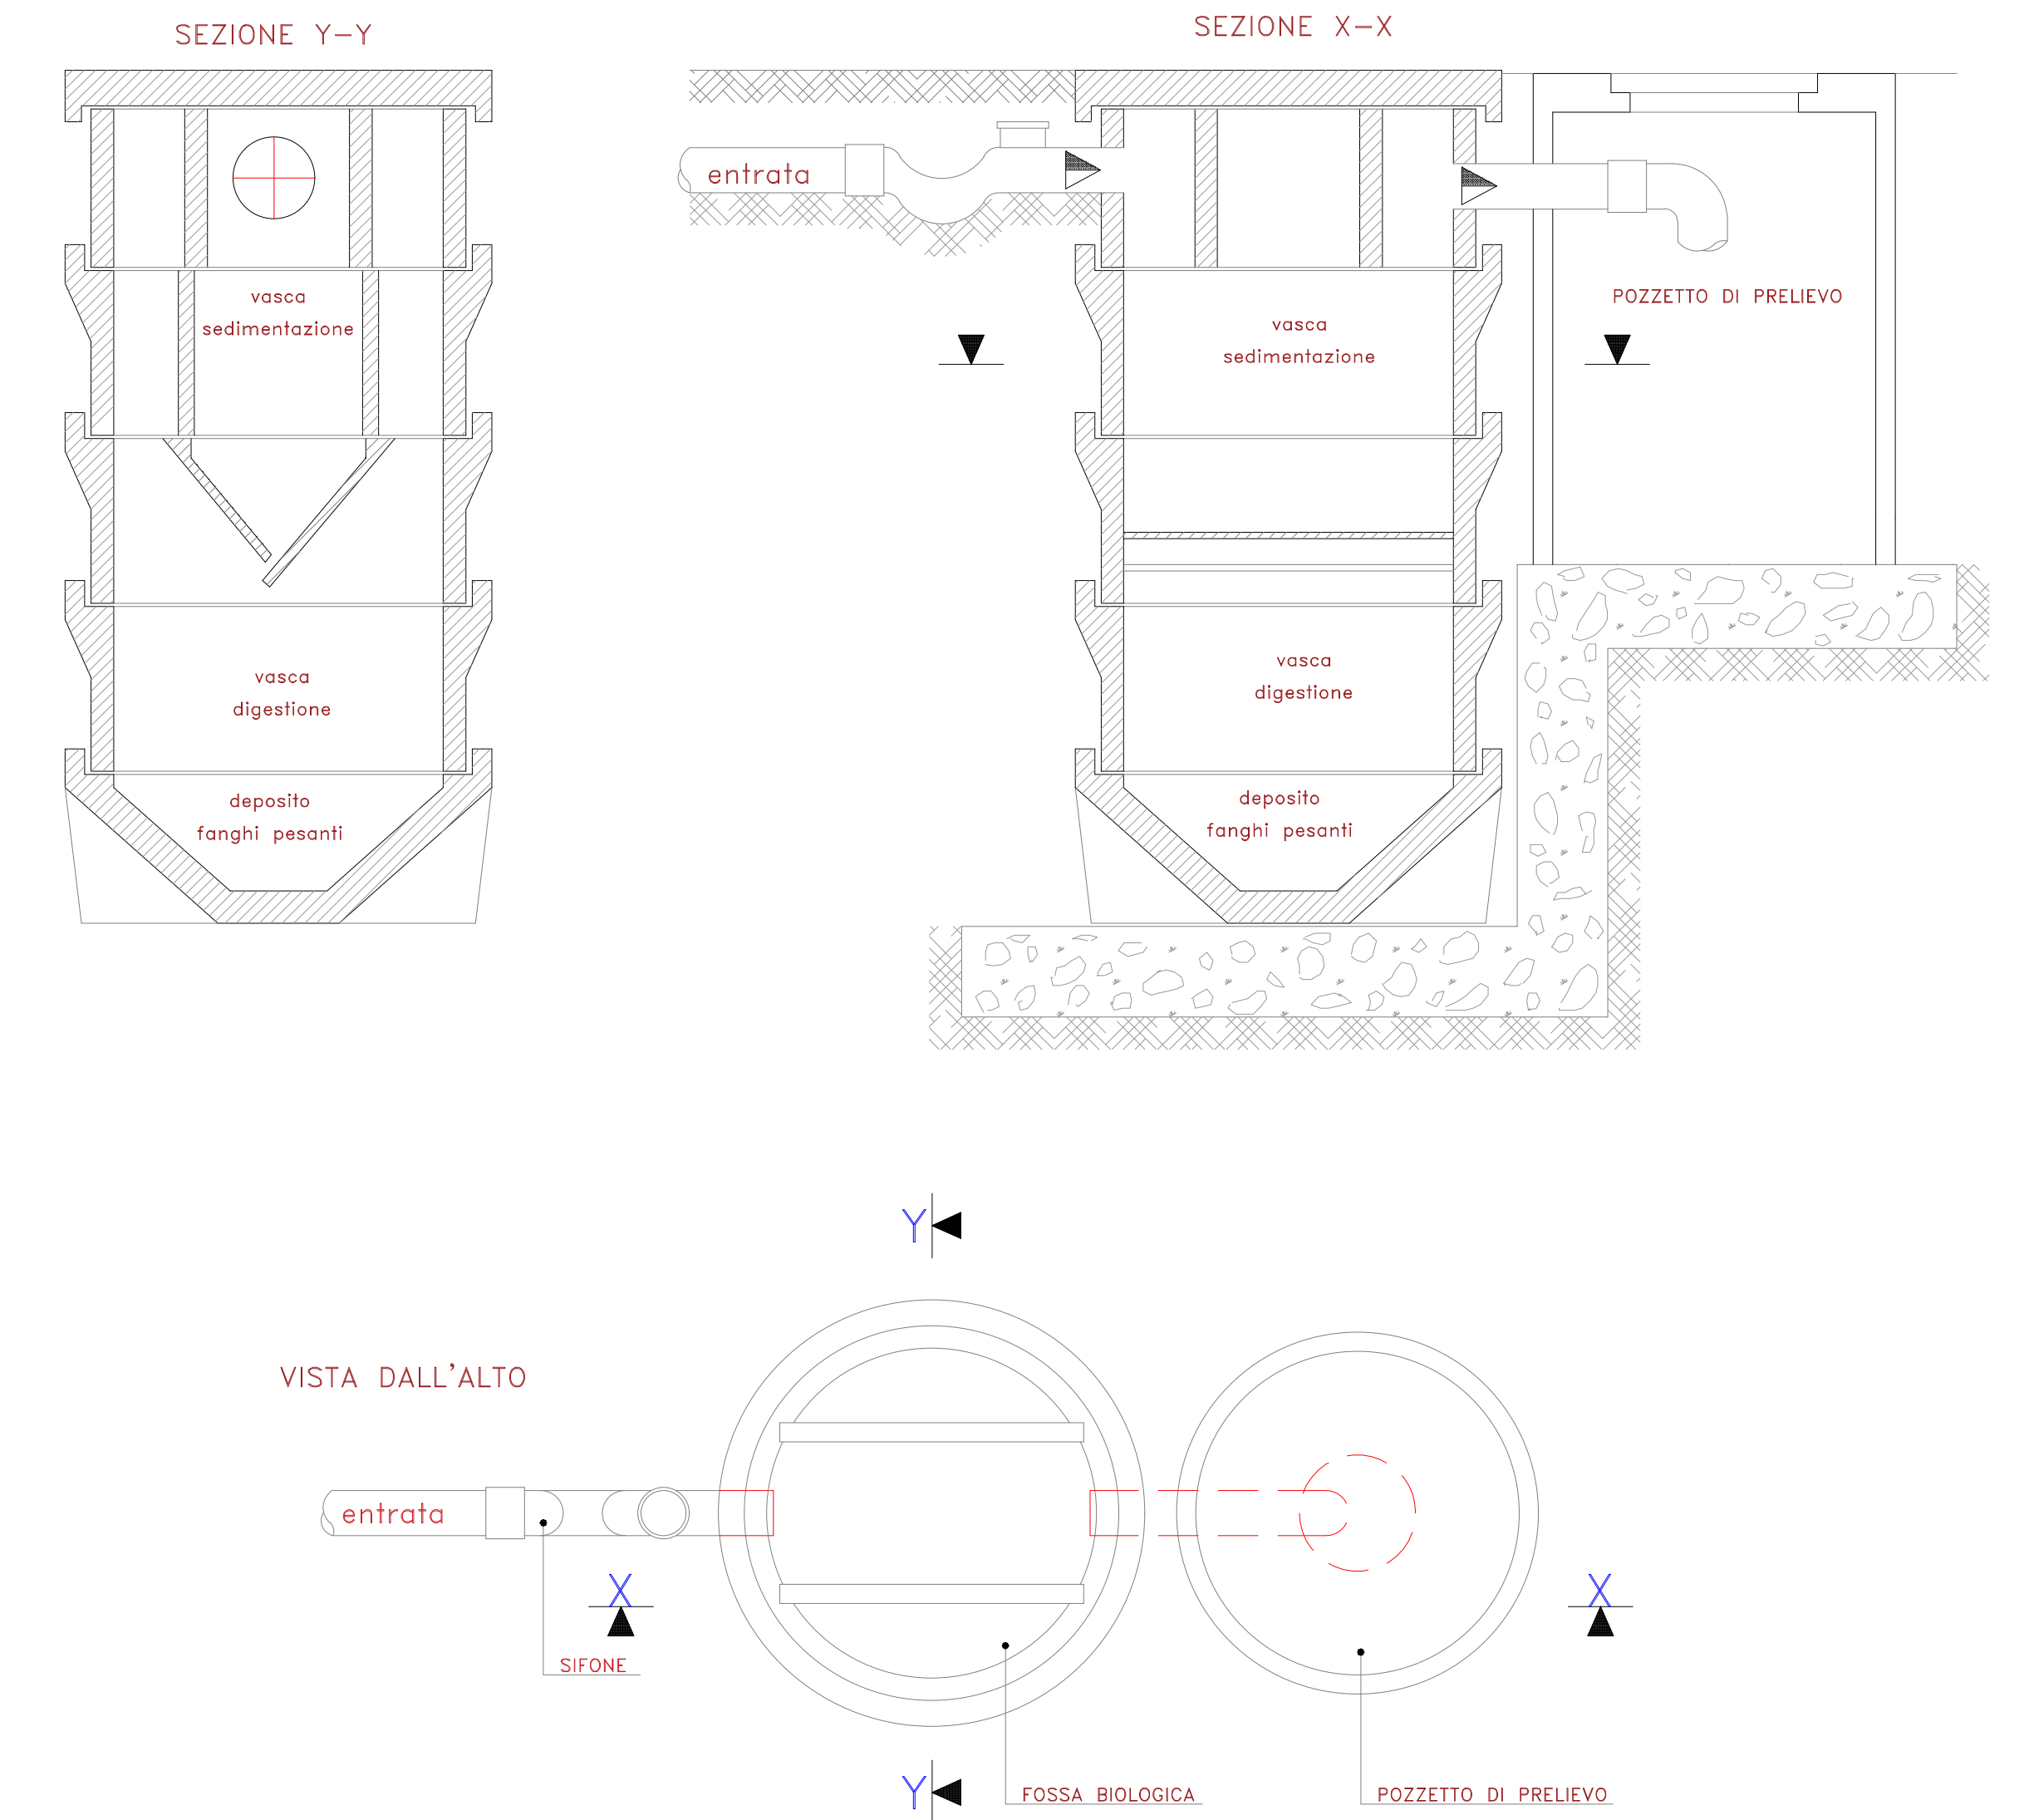 SEZIONE Y-Y
vasca
sedimentazione
vasca
digestione
deposito
fanghi pesanti
SEZIONE X-X
entrata
vasca
sedimentazione
POZZETTO DI PRELIEVO
vasca
digestione
deposito
fanghi pesanti
Y
VISTA DALL'ALTO
entrata
X
X
SIFONE
Y
FOSSA BIOLOGICA
POZZETTO DI PRELIEVO